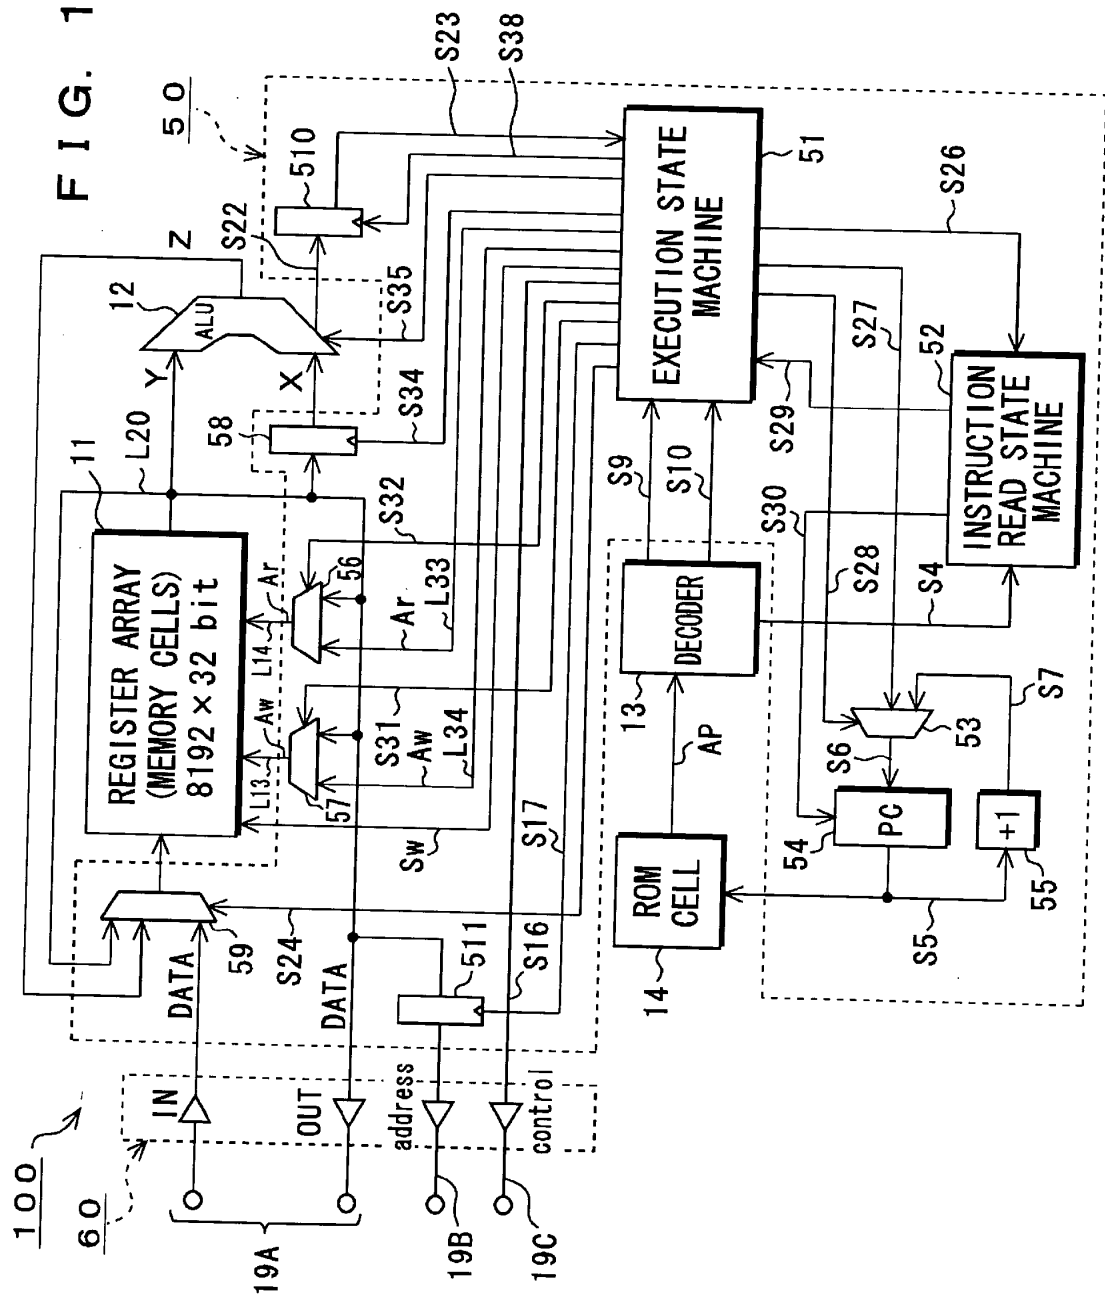 FIG. 1
100
60
50
19A
19B
19C
IN
OUT
address
control
DATA
DATA
59
S24
511
S16
S17
Sw
REGISTER ARRAY
(MEMORY CELLS)
8192×32 bit
11
L20
L13
Aw
L14
Ar
57
56
S31
Aw
L34
S32
Ar
L33
58
S34
Y
X
ALU
12
Z
S35
S22
510
S23
S38
EXECUTION STATE
MACHINE
51
S9
S10
S29
DECODER
13
AP
ROM
CELL
14
S4
S30
S28
S27
S26
INSTRUCTION
READ STATE
MACHINE
52
53
S6
S7
PC
54
+1
55
S5